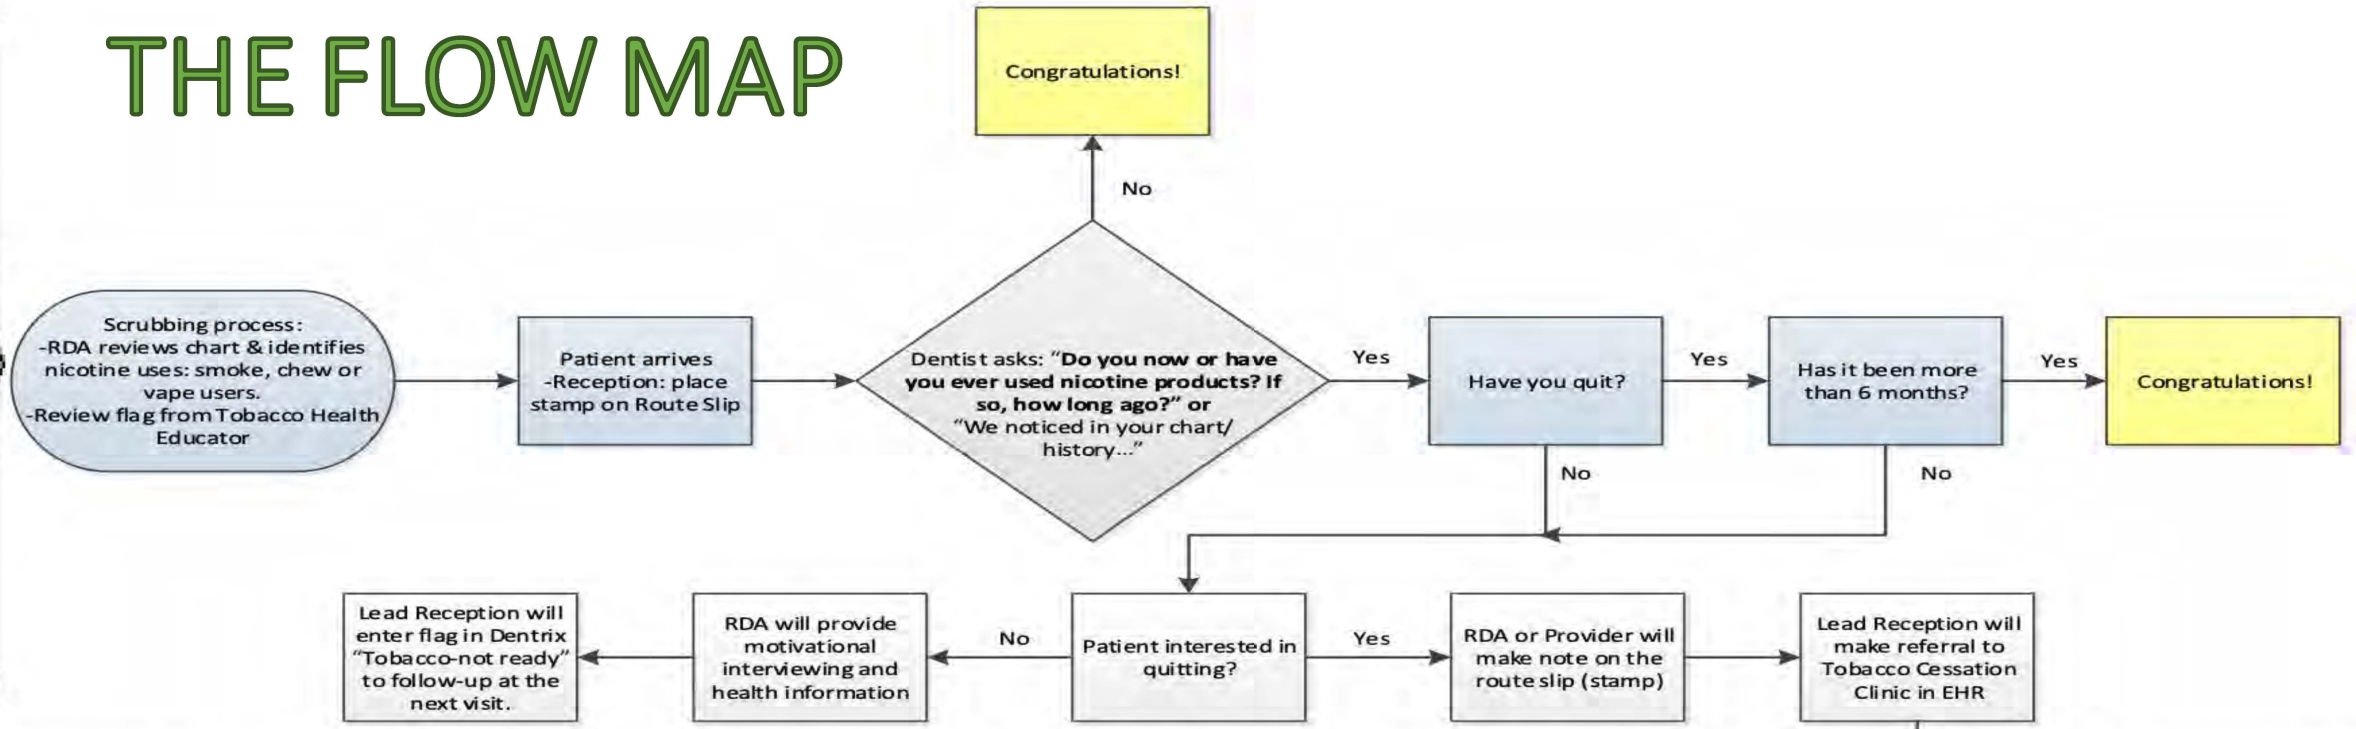 THE FLOW MAP
Congratulations!
No
Scrubbing process:
-RDA reviews chart & identifies
nicotine uses: smoke, chew or
vape users.
-Review flag from Tobacco Health
Educator
Patient arrives
-Reception: place
stamp on Route Slip
Dentist asks: “Do you now or have
you ever used nicotine products? If
so, how long ago?” or
“We noticed in your chart/
history...”
Yes
Have you quit?
Yes
Has it been more
than 6 months?
Yes
Congratulations!
No
No
Lead Reception will
enter flag in Dentrix
“Tobacco-not ready”
to follow-up at the
next visit.
RDA will provide
motivational
interviewing and
health information
No
Patient interested in
quitting?
Yes
RDA or Provider will
make note on the
route slip (stamp)
Lead Reception will
make referral to
Tobacco Cessation
Clinic in EHR